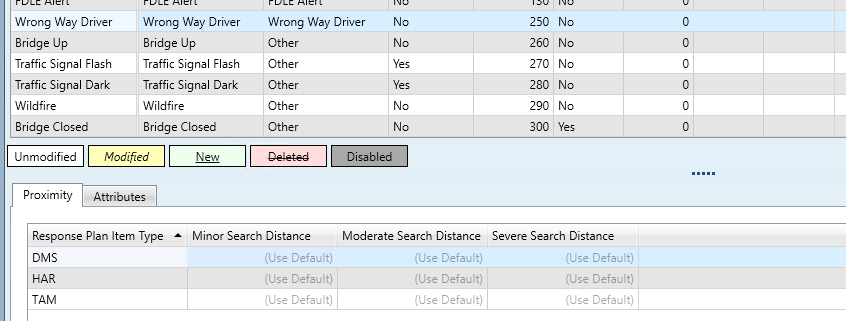 FDLE Alert FDLE Alert FDLE Alert No 130 No 0
Wrong Way Driver Wrong Way Driver Wrong Way Driver No 250 No 0
Bridge Up Bridge Up Other No 260 No 0
Traffic Signal Flash Traffic Signal Flash Other Yes 270 No 0
Traffic Signal Dark Traffic Signal Dark Other Yes 280 No 0
Wildfire Wildfire Other No 290 No 0
Bridge Closed Bridge Closed Other No 300 Yes 0
Unmodified Modified New Deleted Disabled
Proximity Attributes
Response Plan Item Type Minor Search Distance Moderate Search Distance Severe Search Distance
DMS (Use Default) (Use Default) (Use Default)
HAR (Use Default) (Use Default) (Use Default)
TAM (Use Default) (Use Default) (Use Default)